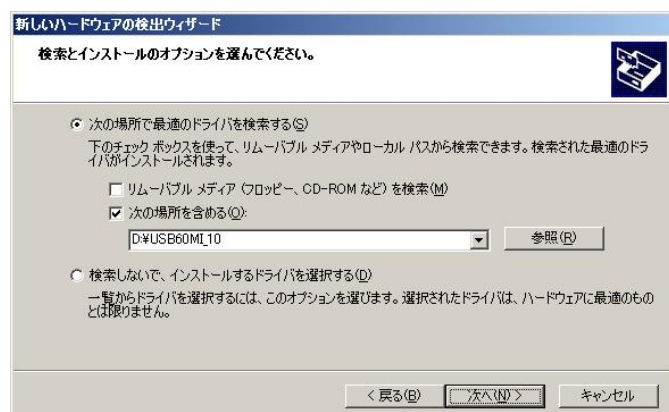 新しいハードウェアの検出ウィザード
検索とインストールのオプションを選んでください。
次の場所で最適のドライバを検索する(S)
下のチェック ボックスを使って、リムーバブル メディアやローカル パスから検索できます。検索された最適のドラ
イバがインストールされます。
リムーバブル メディア (フロッピー、CD-ROM など) を検索(M)
次の場所を含める(O):
D:¥USB60MI_10
参照(R)
検索しないで、インストールするドライバを選択する(D)
一覧からドライバを選択するには、このオプションを選びます。選択されたドライバは、ハードウェアに最適のもの
とは限りません。
< 戻る(B)
次へ(N) >
キャンセル